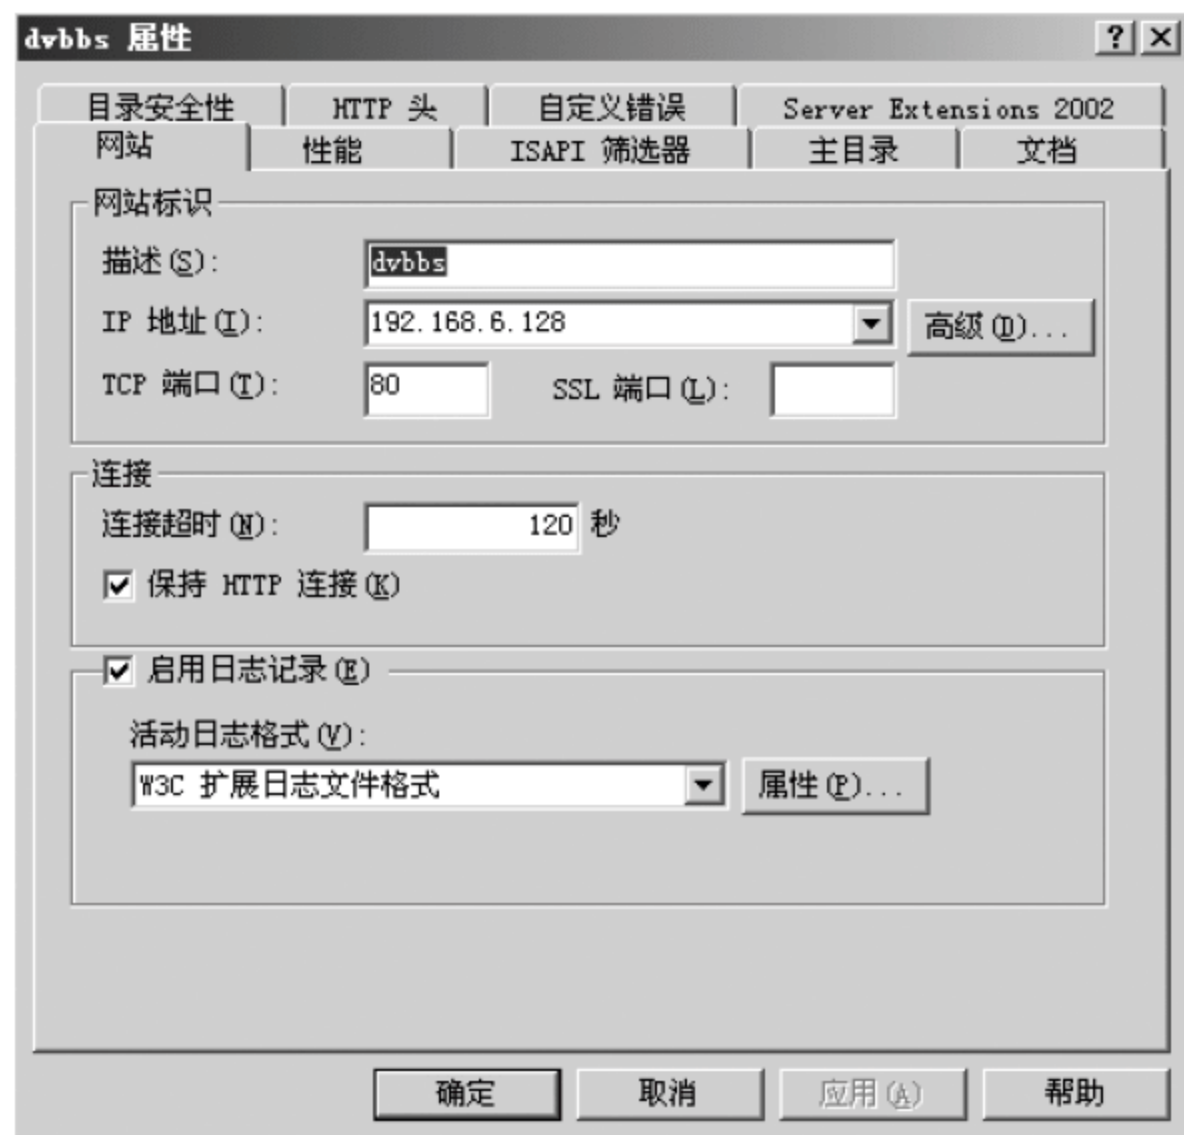 dvbbs 属性
目录安全性 HTTP 头 自定义错误 Server Extensions 2002
网站 性能 ISAPI 筛选器 主目录 文档
网站标识
描述(S): dvbbs
IP 地址(I): 192.168.6.128 高级(D)...
TCP 端口(T): 80 SSL 端口(L):
连接
连接超时(N): 120 秒
保持 HTTP 连接(K)
启用日志记录(E)
活动日志格式(V):
W3C 扩展日志文件格式 属性(P)...
确定 取消 应用(A) 帮助